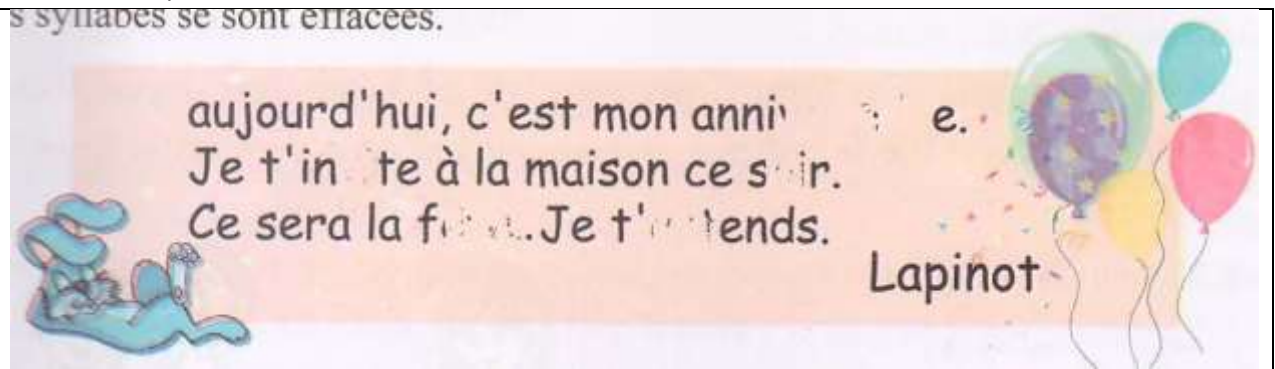 s syllabes se sont effacées.
aujourd'hui, c'est mon anni e.
Je t'in te à la maison ce s ir.
Ce sera la f Je t' tends.
Lapinot